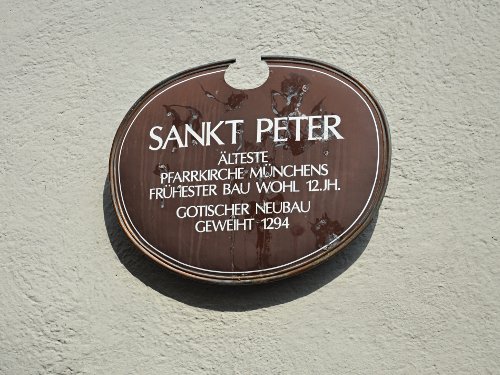 SANKT PETER
ÄLTESTE
PFARRKIRCHE MÜNCHENS
FRÜHESTER BAU WOHL 12.JH.
GOTISCHER NEUBAU
GEWEIHT 1294